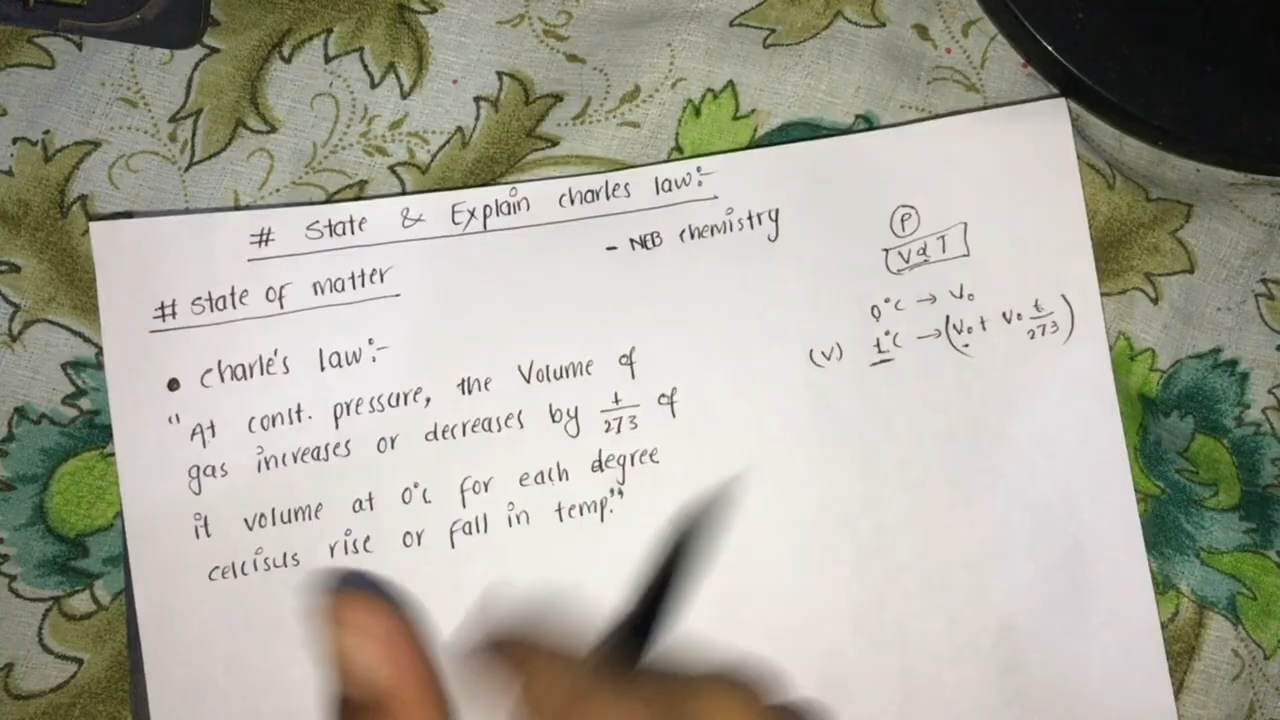 # State & Explain charles law:-
- NEB chemistry
# State of matter
• charle's law:-
"At const. pressure, the Volume of
gas increases or decreases by t/273 of
it volume at 0°c for each degree
celcisus rise or fall in temp."
P
V α T
0°c → V₀
(V) t°c → (V₀ + V₀ t/273)